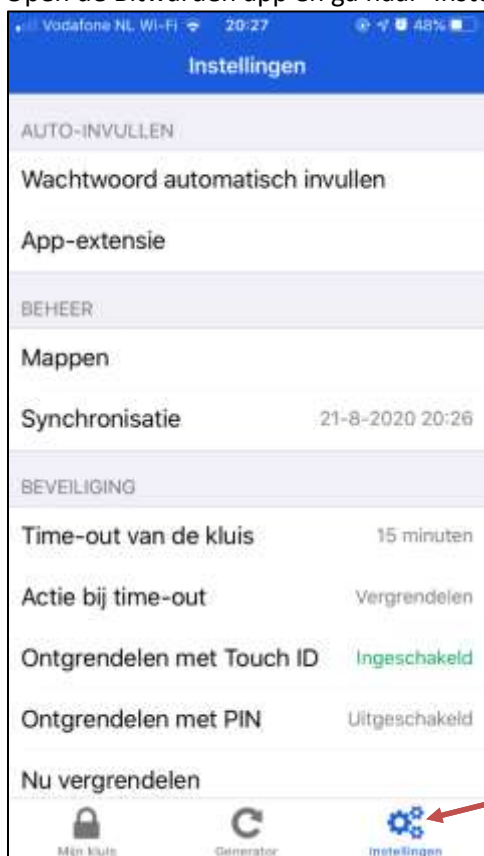 Vodafone NL Wi-Fi 20:27 48%
Instellingen
AUTO-INVULLEN
Wachtwoord automatisch invullen
App-extensie
BEHEER
Mappen
Synchronisatie 21-8-2020 20:26
BEVEILIGING
Time-out van de kluis 15 minuten
Actie bij time-out Vergrendelen
Ontgrendelen met Touch ID Ingeschakeld
Ontgrendelen met PIN Uitgeschakeld
Nu vergrendelen
Mijn kluis Generator Instellingen